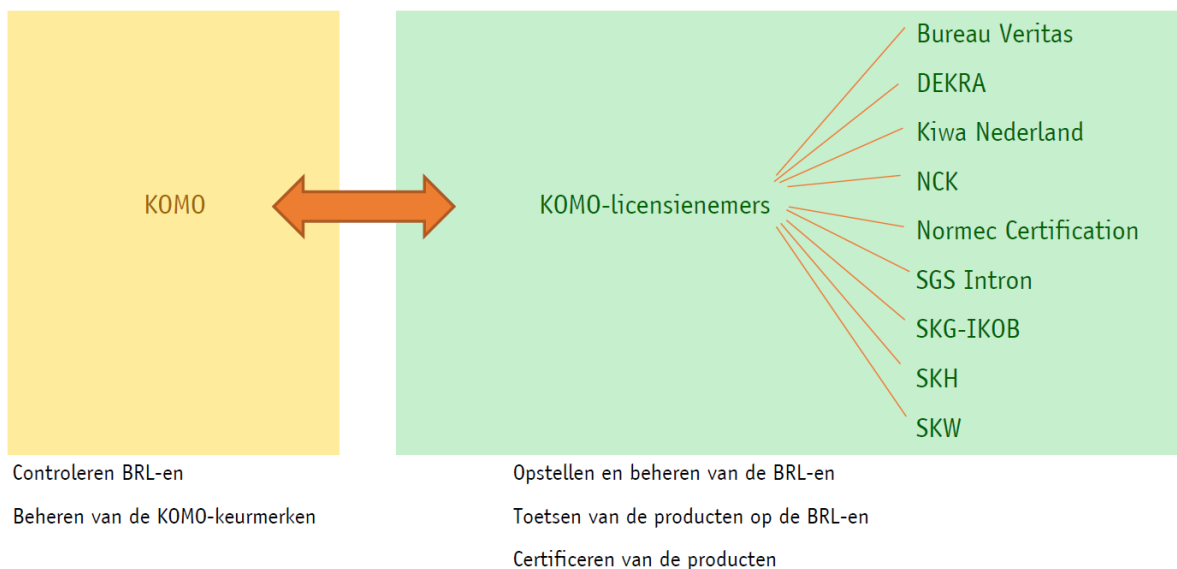 KOMO
KOMO-licensienemers
Bureau Veritas
DEKRA
Kiwa Nederland
NCK
Normec Certification
SGS Intron
SKG-IKOB
SKH
SKW
Controleren BRL-en
Beheren van de KOMO-keurmerken
Opstellen en beheren van de BRL-en
Toetsen van de producten op de BRL-en
Certificeren van de producten